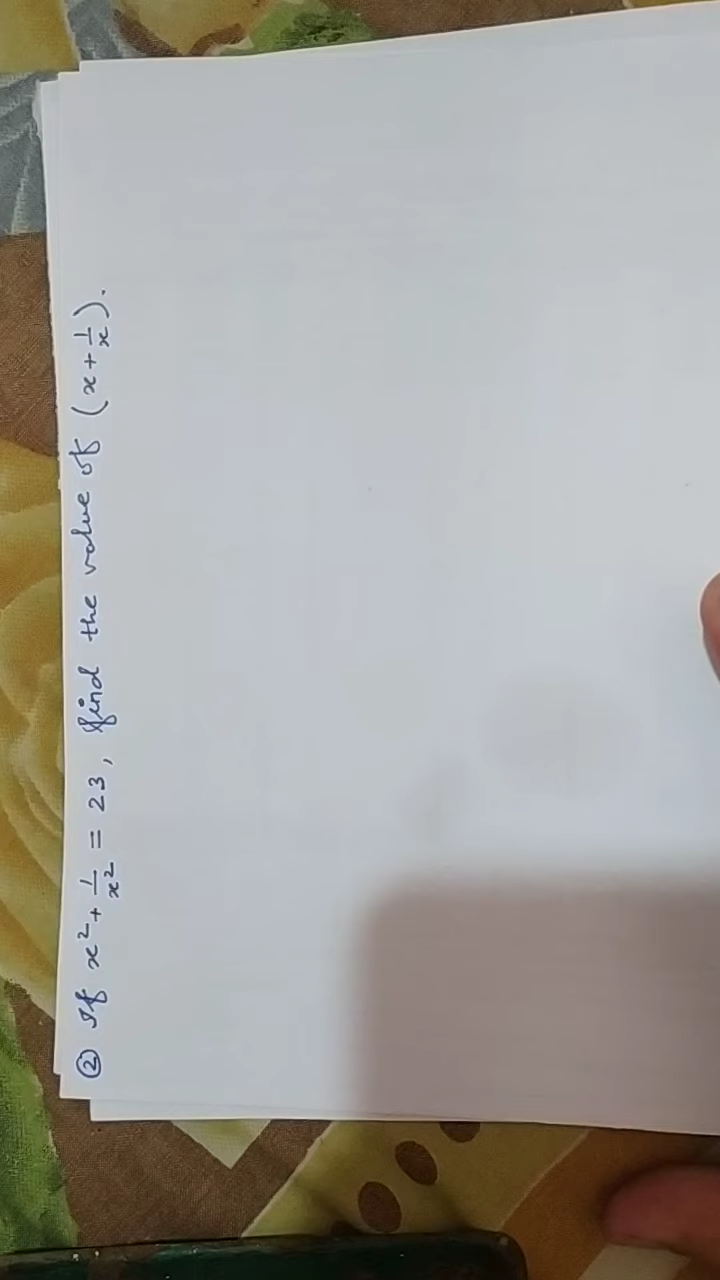 ② If x² + 1/x² = 23, find the value of (x + 1/x).